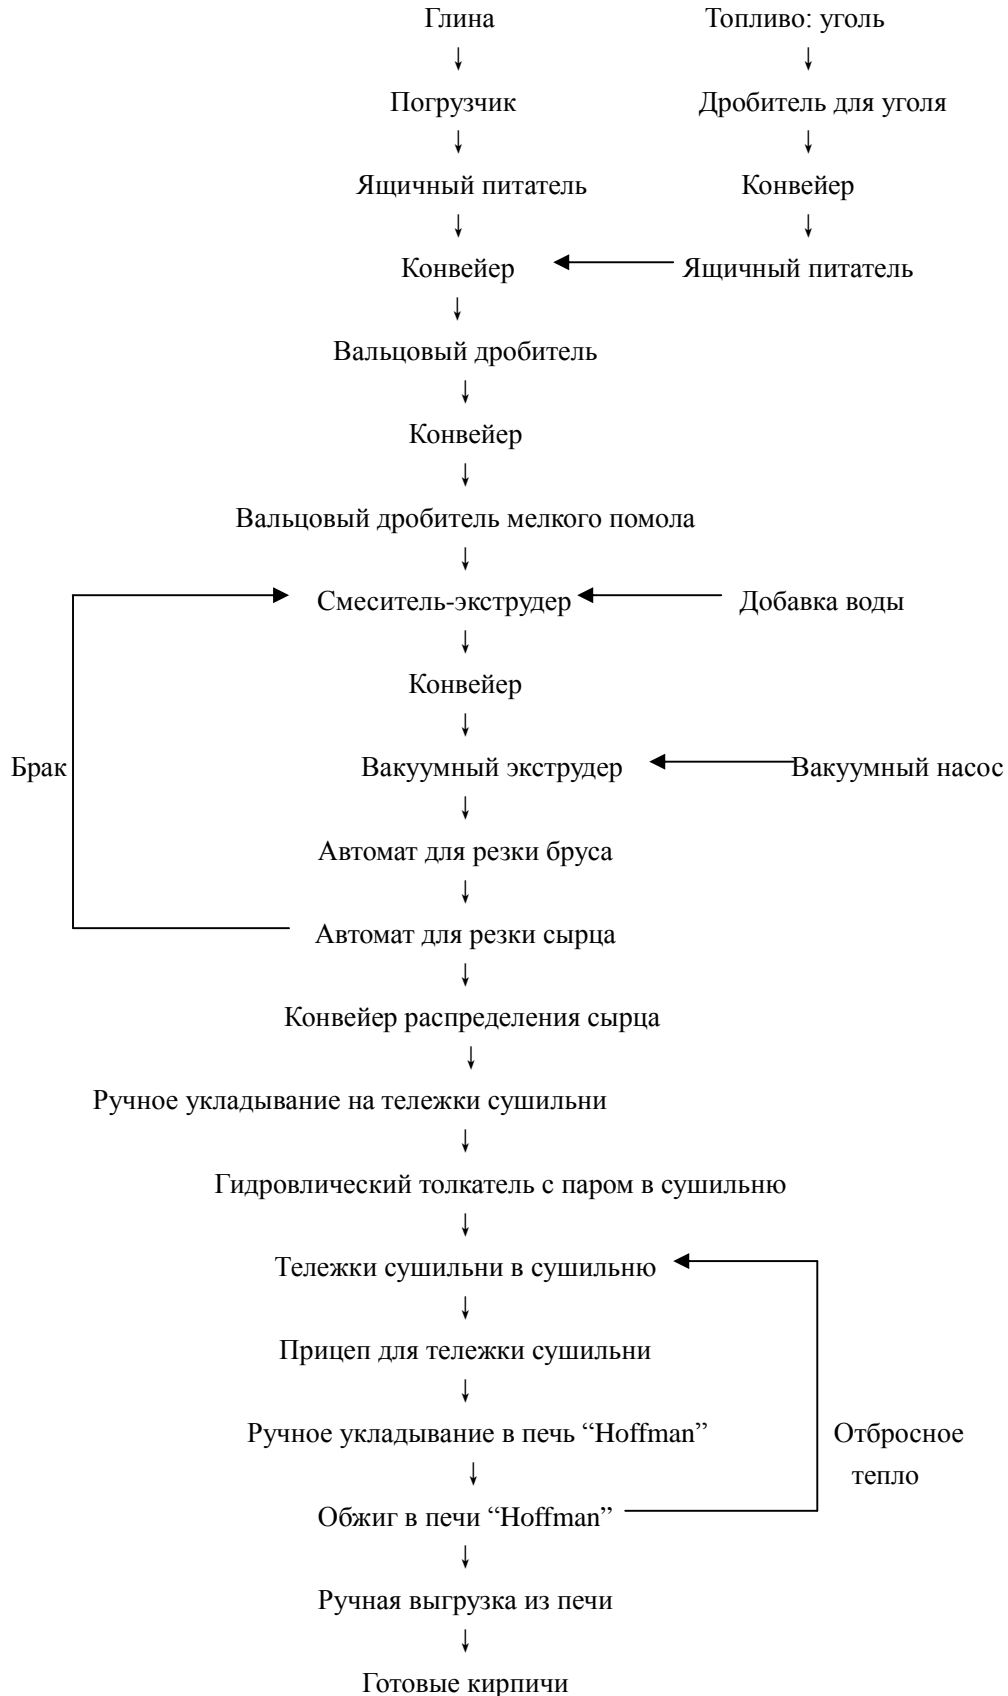 Глина
Топливо: уголь
Погрузчик
Дробитель для уголя
Ящичный питатель
Конвейер
Конвейер
Ящичный питатель
Вальцовый дробитель
Конвейер
Вальцовый дробитель мелкого помола
Смеситель-экструдер
Добавка воды
Конвейер
Брак
Вакуумный экструдер
Вакуумный насос
Автомат для резки бруса
Автомат для резки сырца
Конвейер распределения сырца
Ручное укладывание на тележки сушильни
Гидровлический толкатель с паром в сушильню
Тележки сушильни в сушильню
Прицеп для тележки сушильни
Ручное укладывание в печь “Hoffman”
Отбросное
тепло
Обжиг в печи “Hoffman”
Ручная выгрузка из печи
Готовые кирпичи